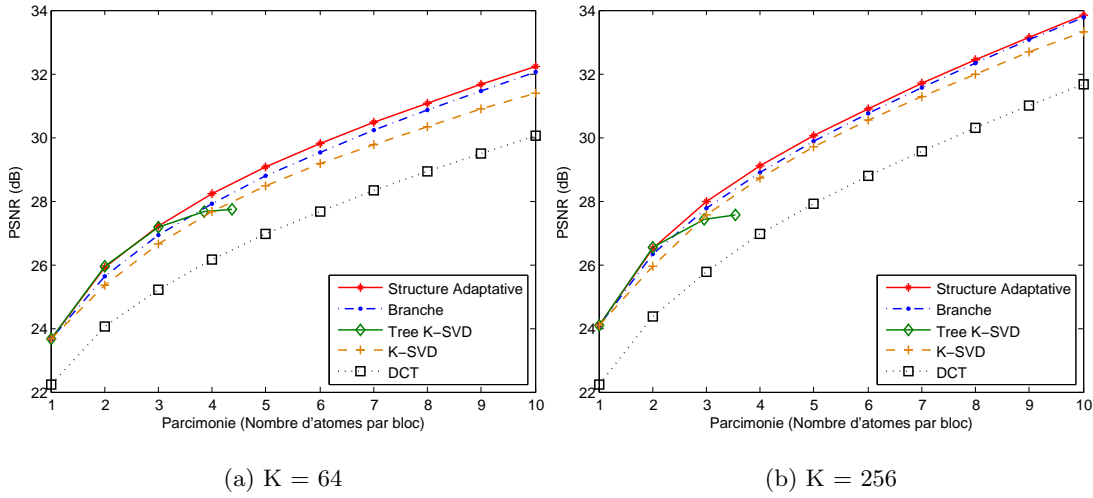 34
32
30
28
26
24
22
PSNR (dB)
1 2 3 4 5 6 7 8 9 10
Parcimonie (Nombre d'atomes par bloc)
Structure Adaptative
Branche
Tree K−SVD
K−SVD
DCT
(a) K = 64
34
32
30
28
26
24
22
PSNR (dB)
1 2 3 4 5 6 7 8 9 10
Parcimonie (Nombre d'atomes par bloc)
Structure Adaptative
Branche
Tree K−SVD
K−SVD
DCT
(b) K = 256